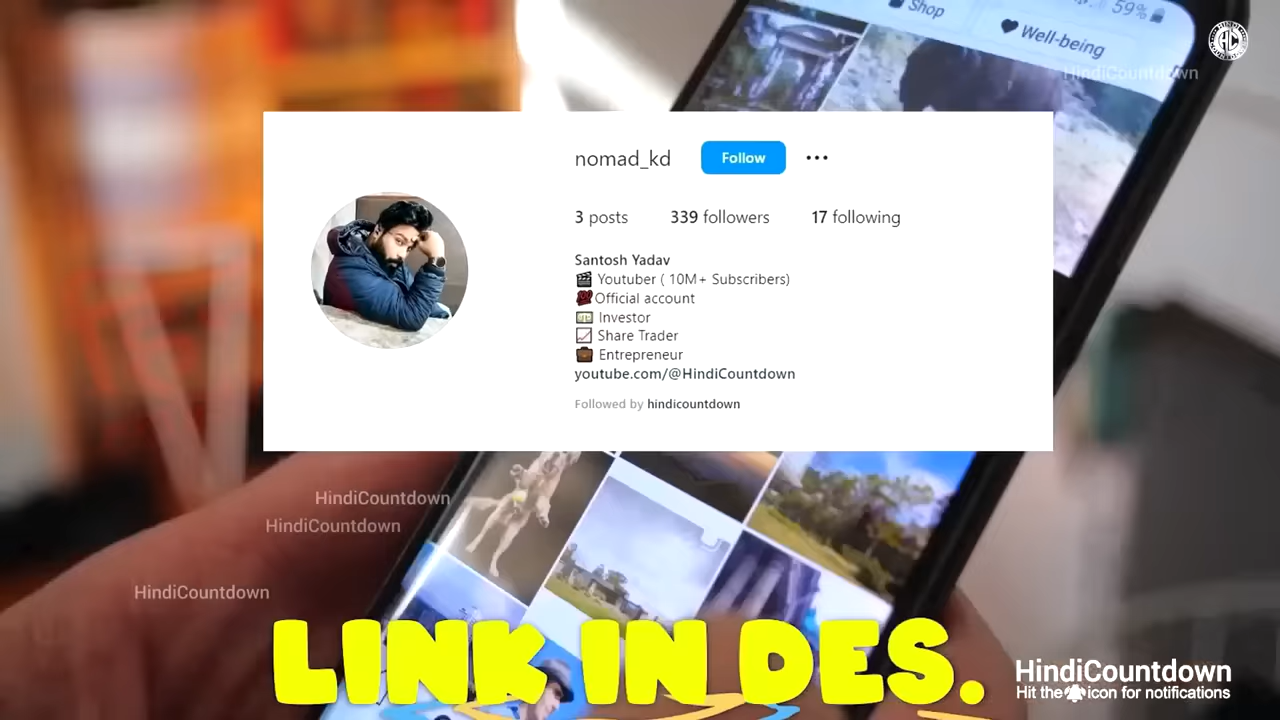 Shop
59%
Well-being
HindiCountdown
nomad_kd
Follow
3 posts 339 followers 17 following
Santosh Yadav
🎬 Youtuber ( 10M+ Subscribers)
💯Official account
💵 Investor
📈 Share Trader
💼 Entrepreneur
youtube.com/@HindiCountdown
Followed by hindicountdown
HindiCountdown
HindiCountdown
HindiCountdown
LINK IN DES.
HindiCountdown
Hit the 🔔 icon for notifications